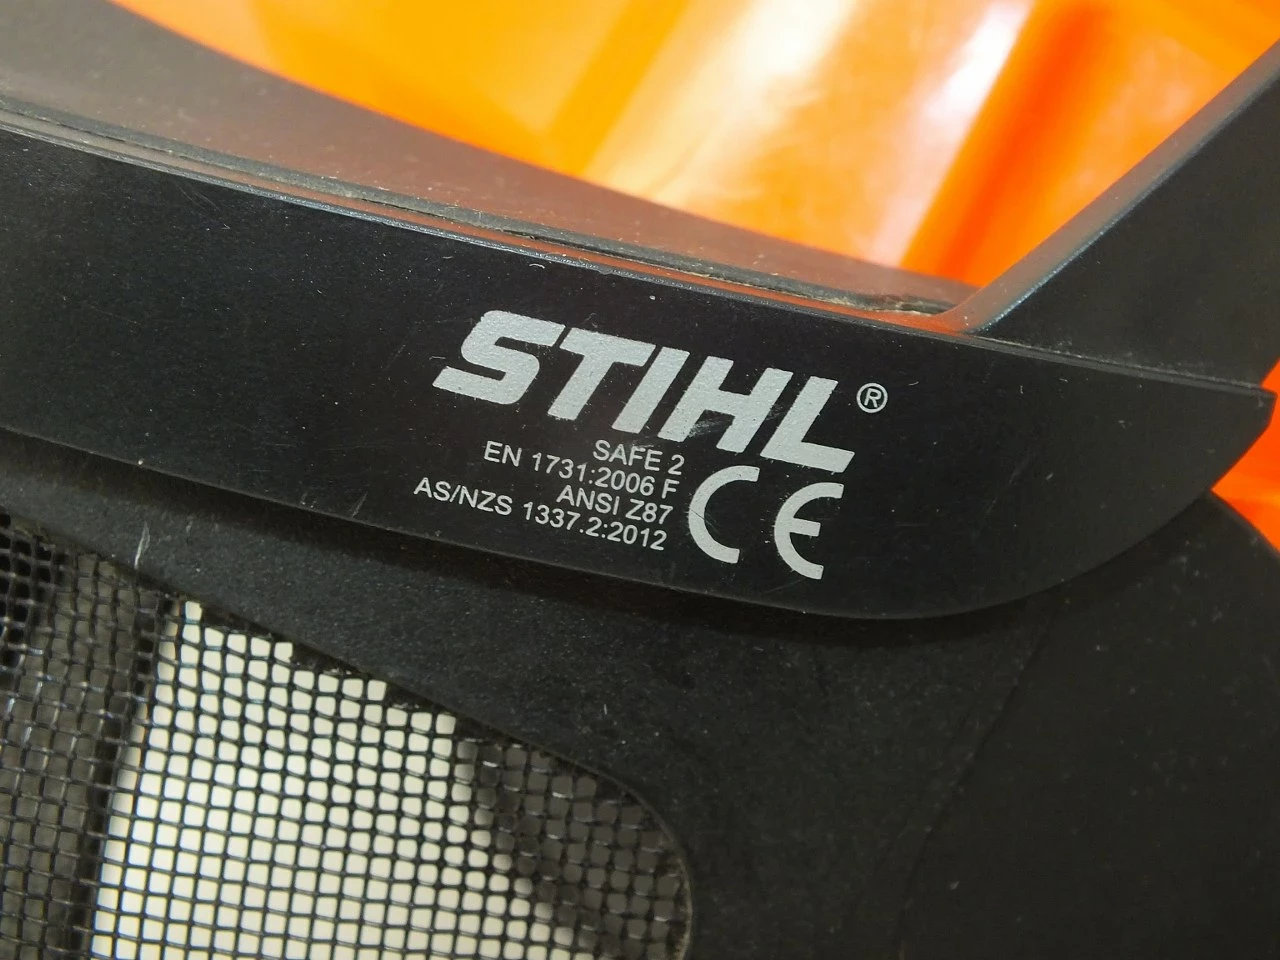 STIHL®
SAFE 2
EN 1731:2006 F
ANSI Z87
AS/NZS 1337.2:2012
CE